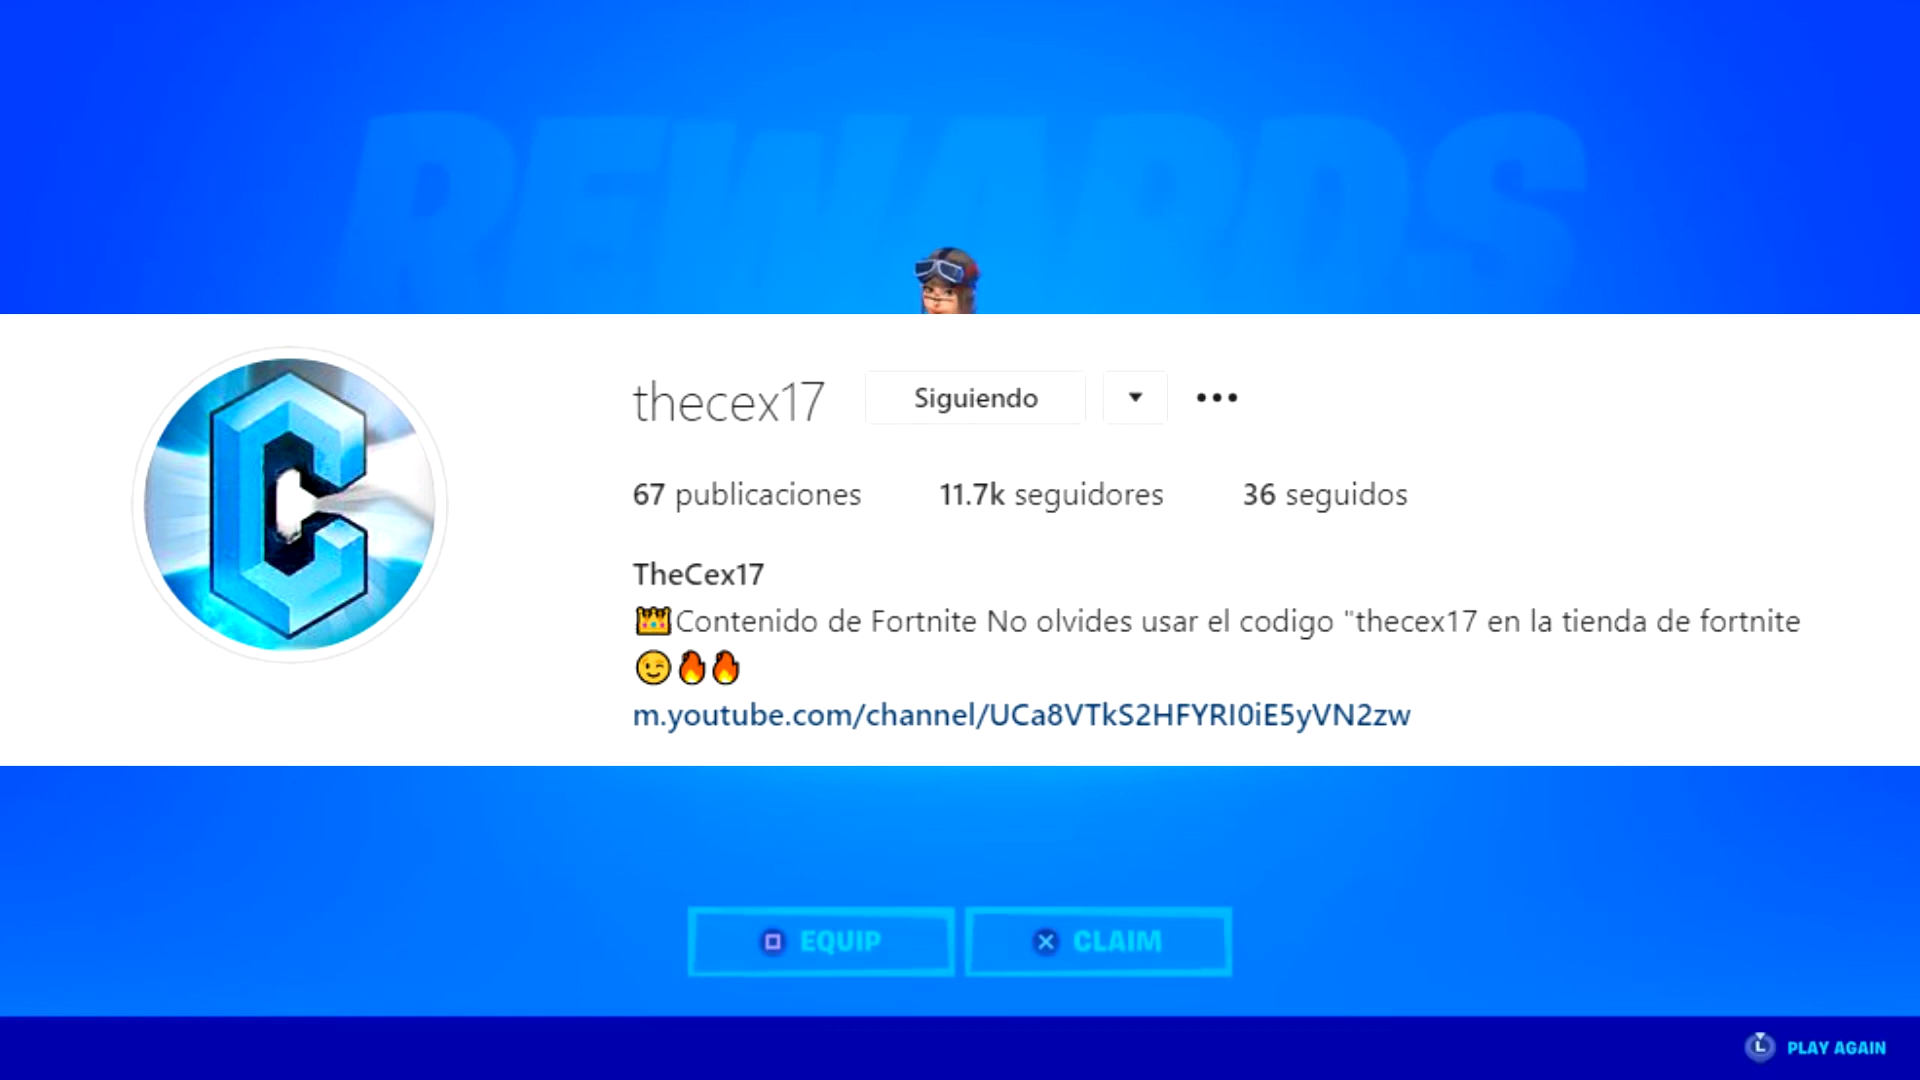 REWARDS
thecex17 Siguiendo
67 publicaciones 11.7k seguidores 36 seguidos
TheCex17
👑Contenido de Fortnite No olvides usar el codigo "thecex17 en la tienda de fortnite
😉🔥🔥
m.youtube.com/channel/UCa8VTkS2HFYRI0iE5yVN2zw
EQUIP CLAIM
L PLAY AGAIN